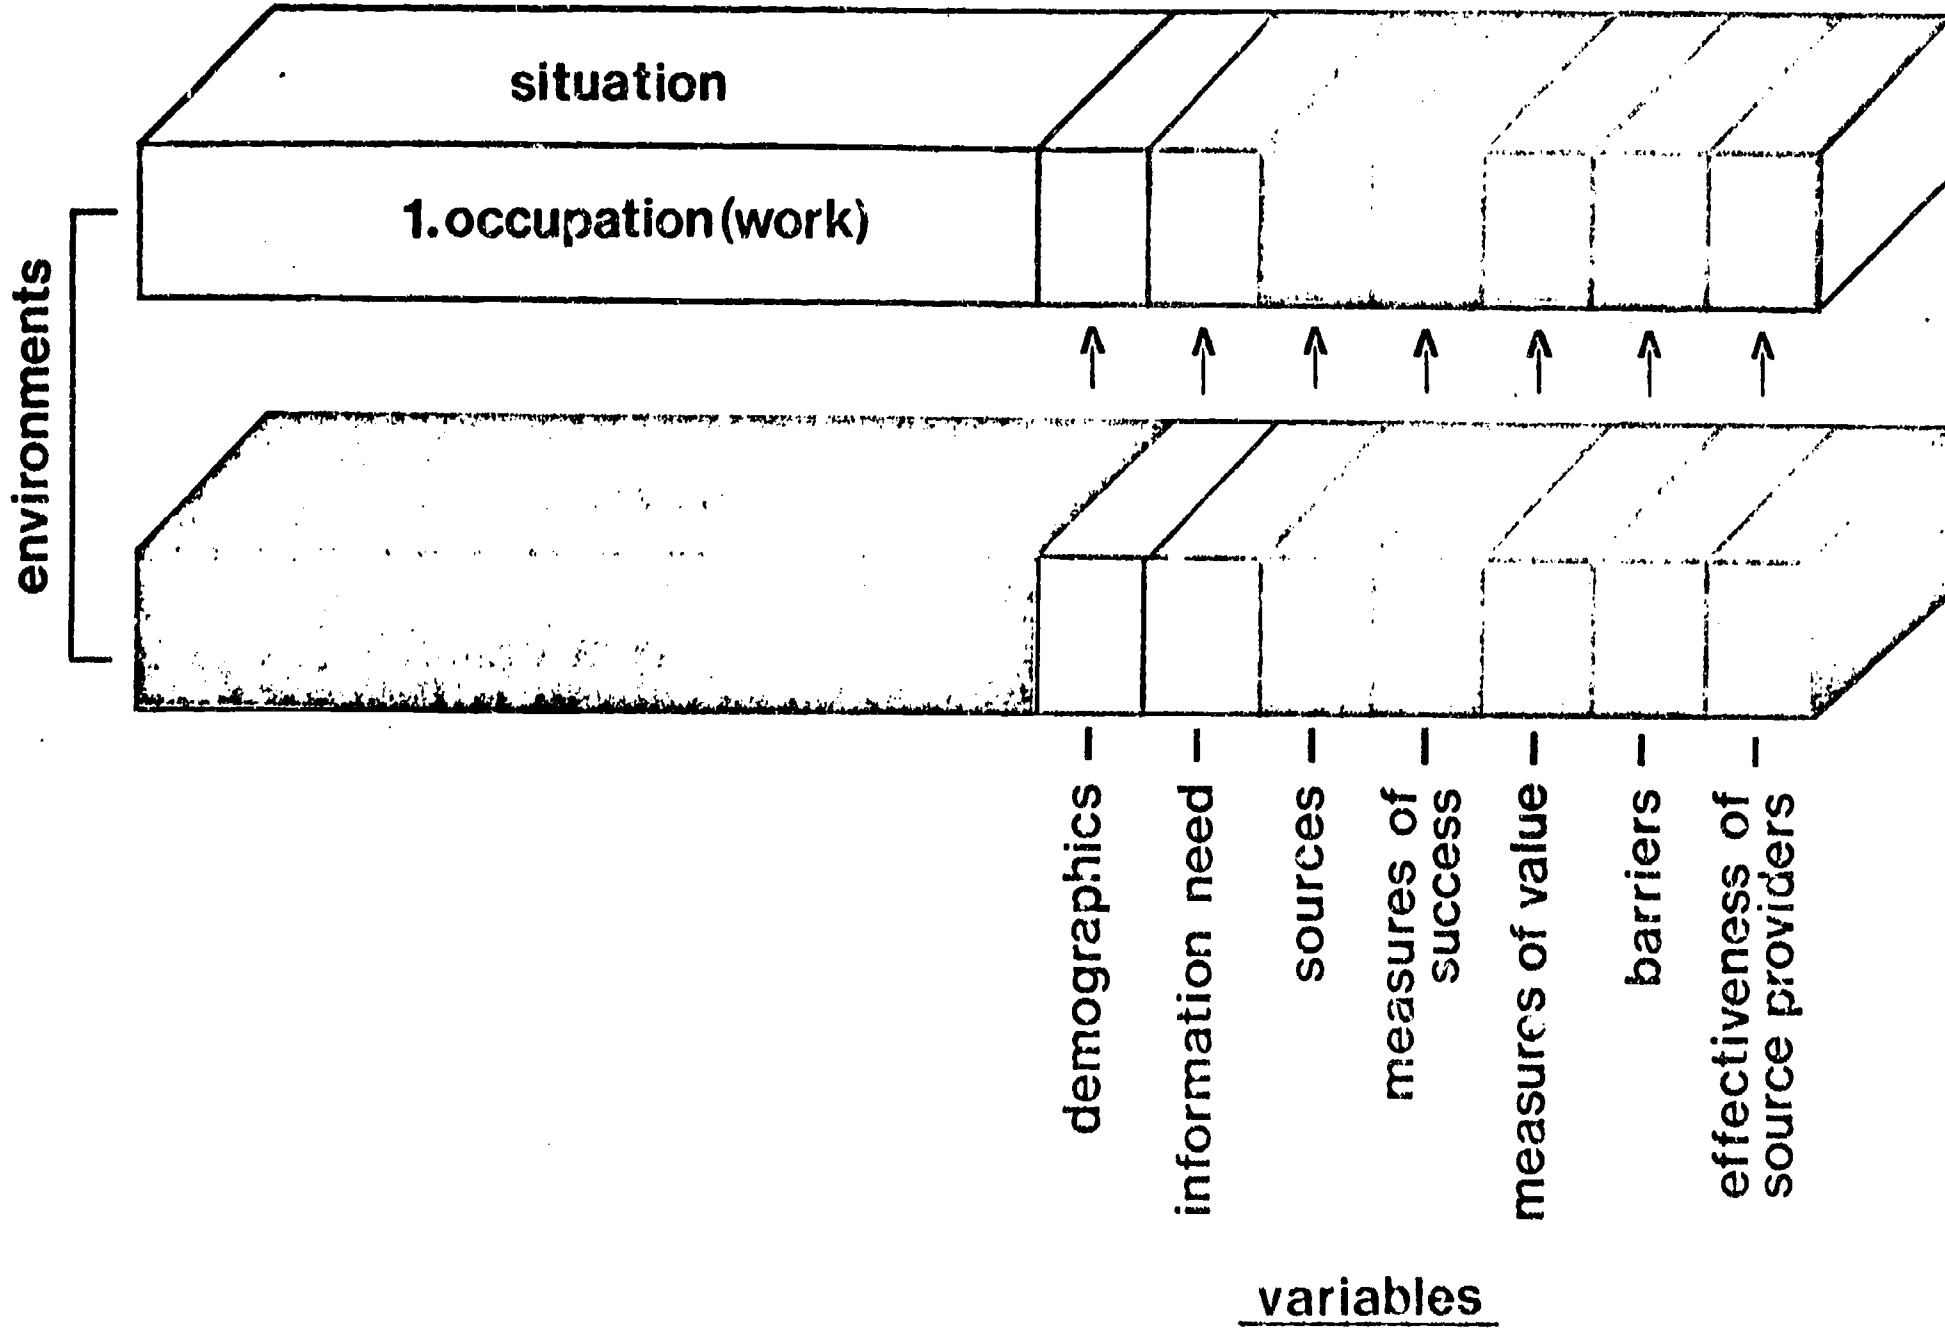 situation
1. occupation (work)
environments
demographics
information need
sources
measures of
success
measures of value
barriers
effectiveness of
source providers
variables